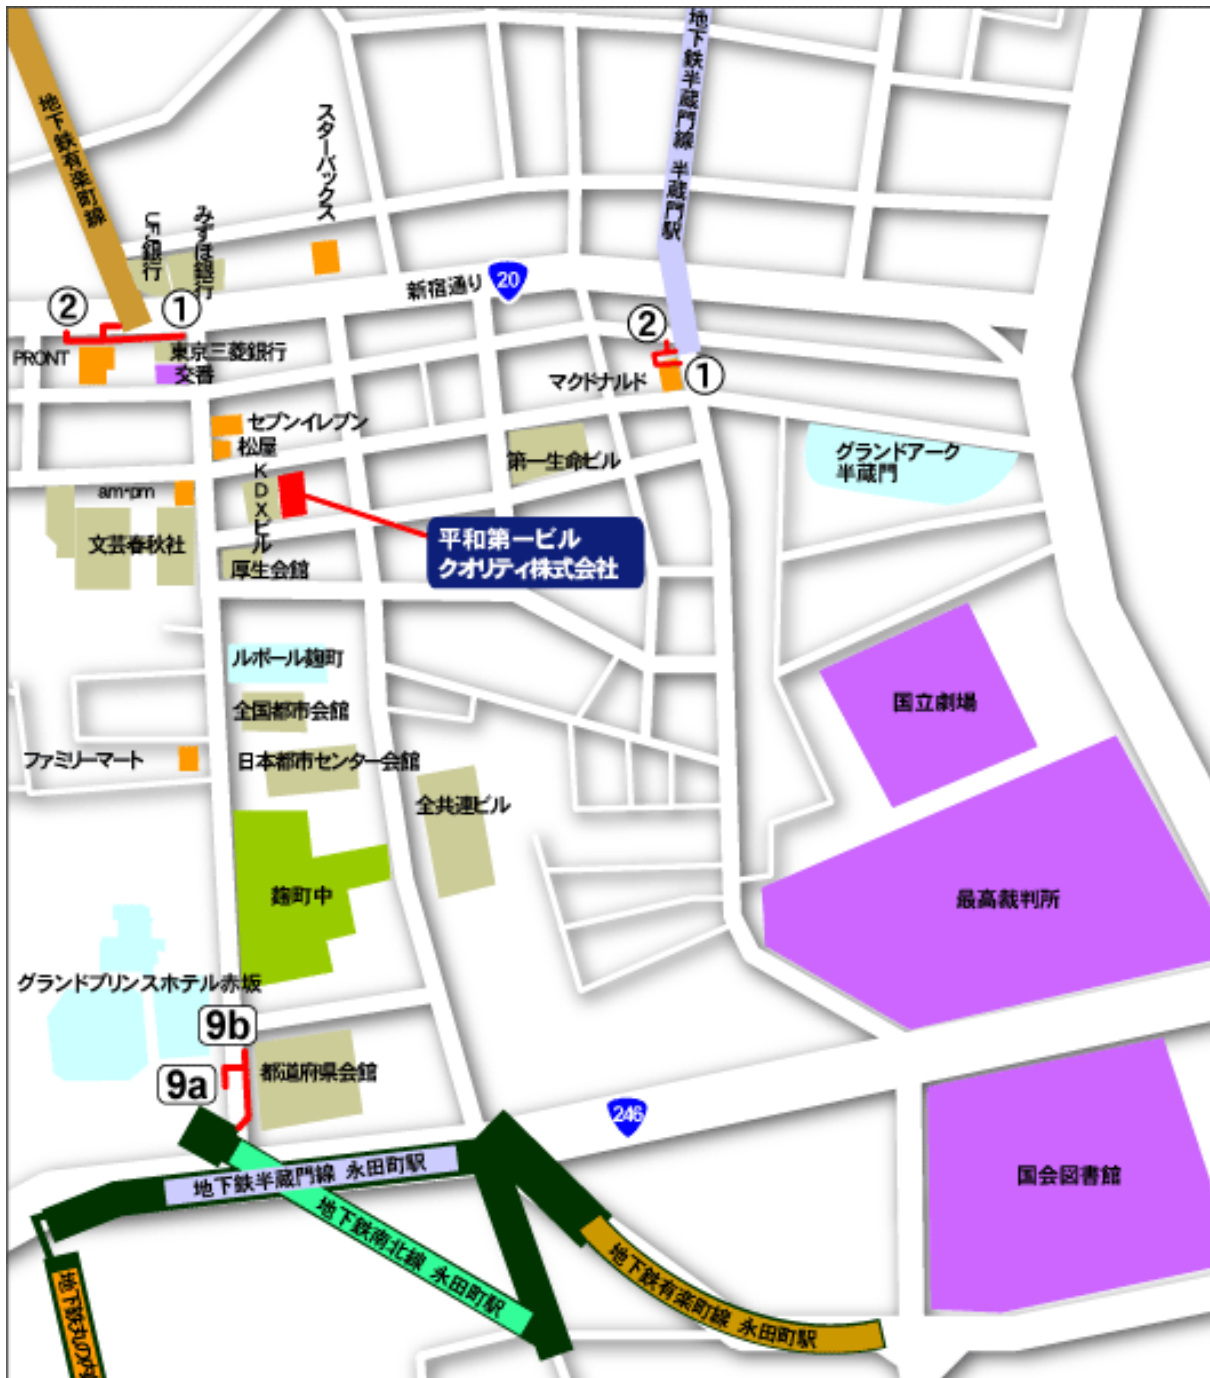 地下鉄有楽町線
スターバックス
地下鉄半蔵門線 半蔵門駅
UFJ銀行
みずほ銀行
新宿通り
20
②
①
PRONT
東京三菱銀行
交番
②
①
マクドナルド
セブンイレブン
松屋
KDXビル
am・pm
文芸春秋社
厚生会館
第一生命ビル
グランドアーク
半蔵門
平和第一ビル
クオリティ株式会社
ルポール麹町
全国都市会館
ファミリーマート
日本都市センター会館
全共連ビル
国立劇場
麹町中
最高裁判所
グランドプリンスホテル赤坂
9b
9a
都道府県会館
246
地下鉄半蔵門線 永田町駅
地下鉄南北線 永田町駅
地下鉄有楽町線 永田町駅
国会図書館
地下鉄丸の内